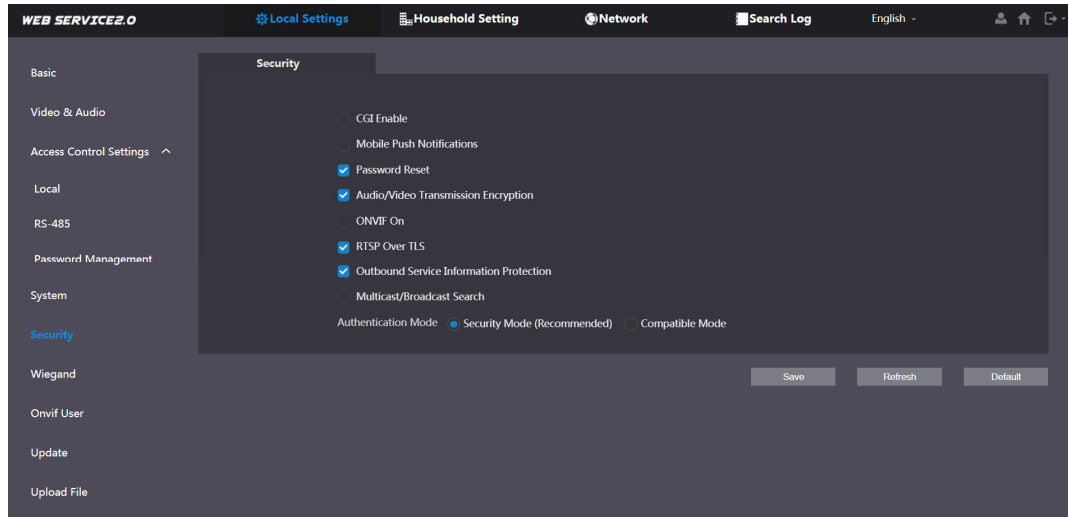 WEB SERVICE2.0
Local Settings
Household Setting
Network
Search Log
English
Basic
Video & Audio
Access Control Settings
Local
RS-485
Password Management
System
Security
Wiegand
Onvif User
Update
Upload File
Security
CGI Enable
Mobile Push Notifications
Password Reset
Audio/Video Transmission Encryption
ONVIF On
RTSP Over TLS
Outbound Service Information Protection
Multicast/Broadcast Search
Authentication Mode Security Mode (Recommended) Compatible Mode
Save Refresh Default